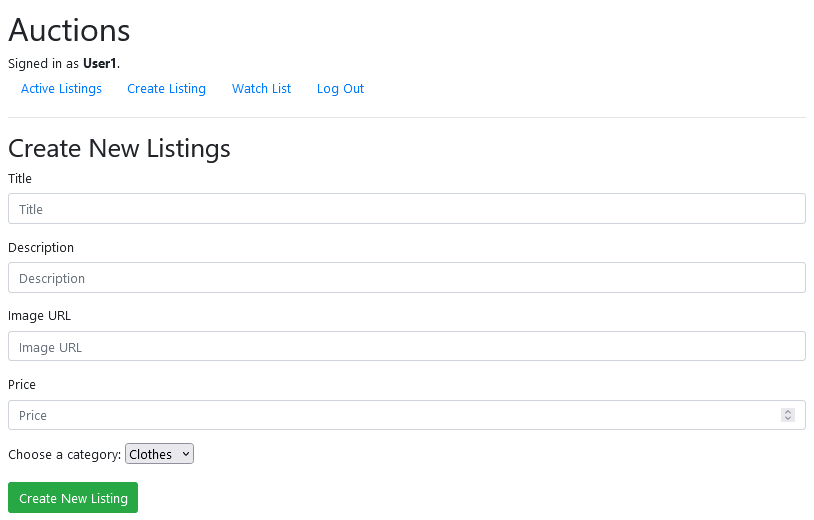 Auctions
Signed in as User1.
Active Listings Create Listing Watch List Log Out
Create New Listings
Title
Title
Description
Description
Image URL
Image URL
Price
Price
Choose a category: Clothes
Create New Listing